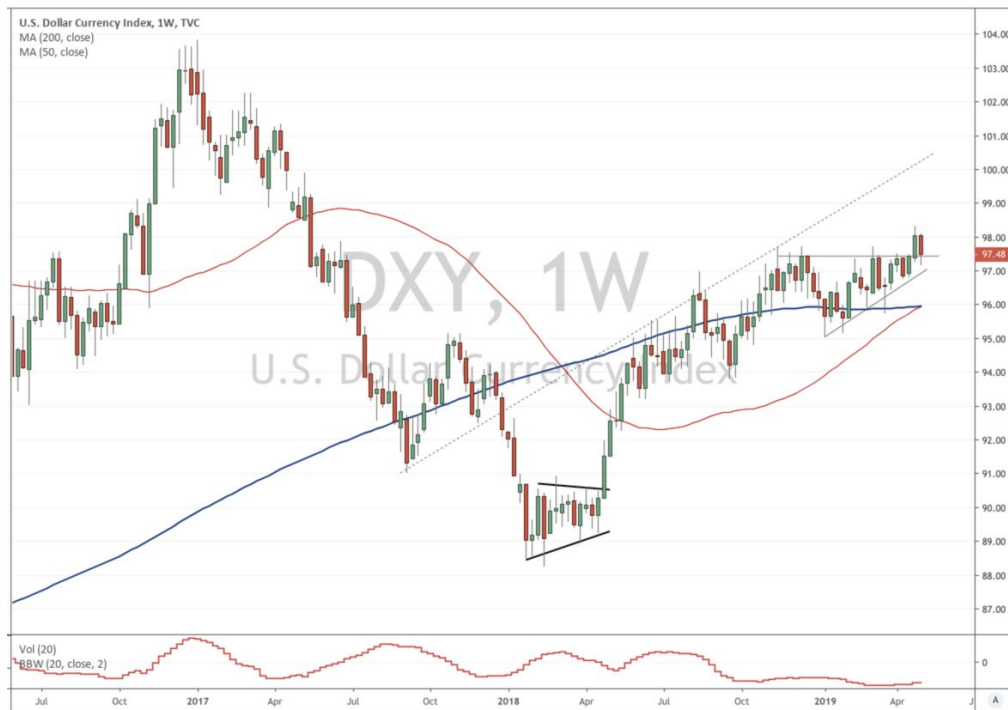 U.S. Dollar Currency Index, 1W, TVC
MA (200, close)
MA (50, close)
DXY, 1W
U.S. Dollar Currency Index
104.00
103.00
102.00
101.00
100.00
99.00
98.00
97.48
97.00
96.00
95.00
94.00
93.00
92.00
91.00
90.00
89.00
88.00
87.00
Vol (20)
BBW (20, close, 2)
0
Jul Oct 2017 Apr Jul Oct 2018 Apr Jul Oct 2019 Apr J A